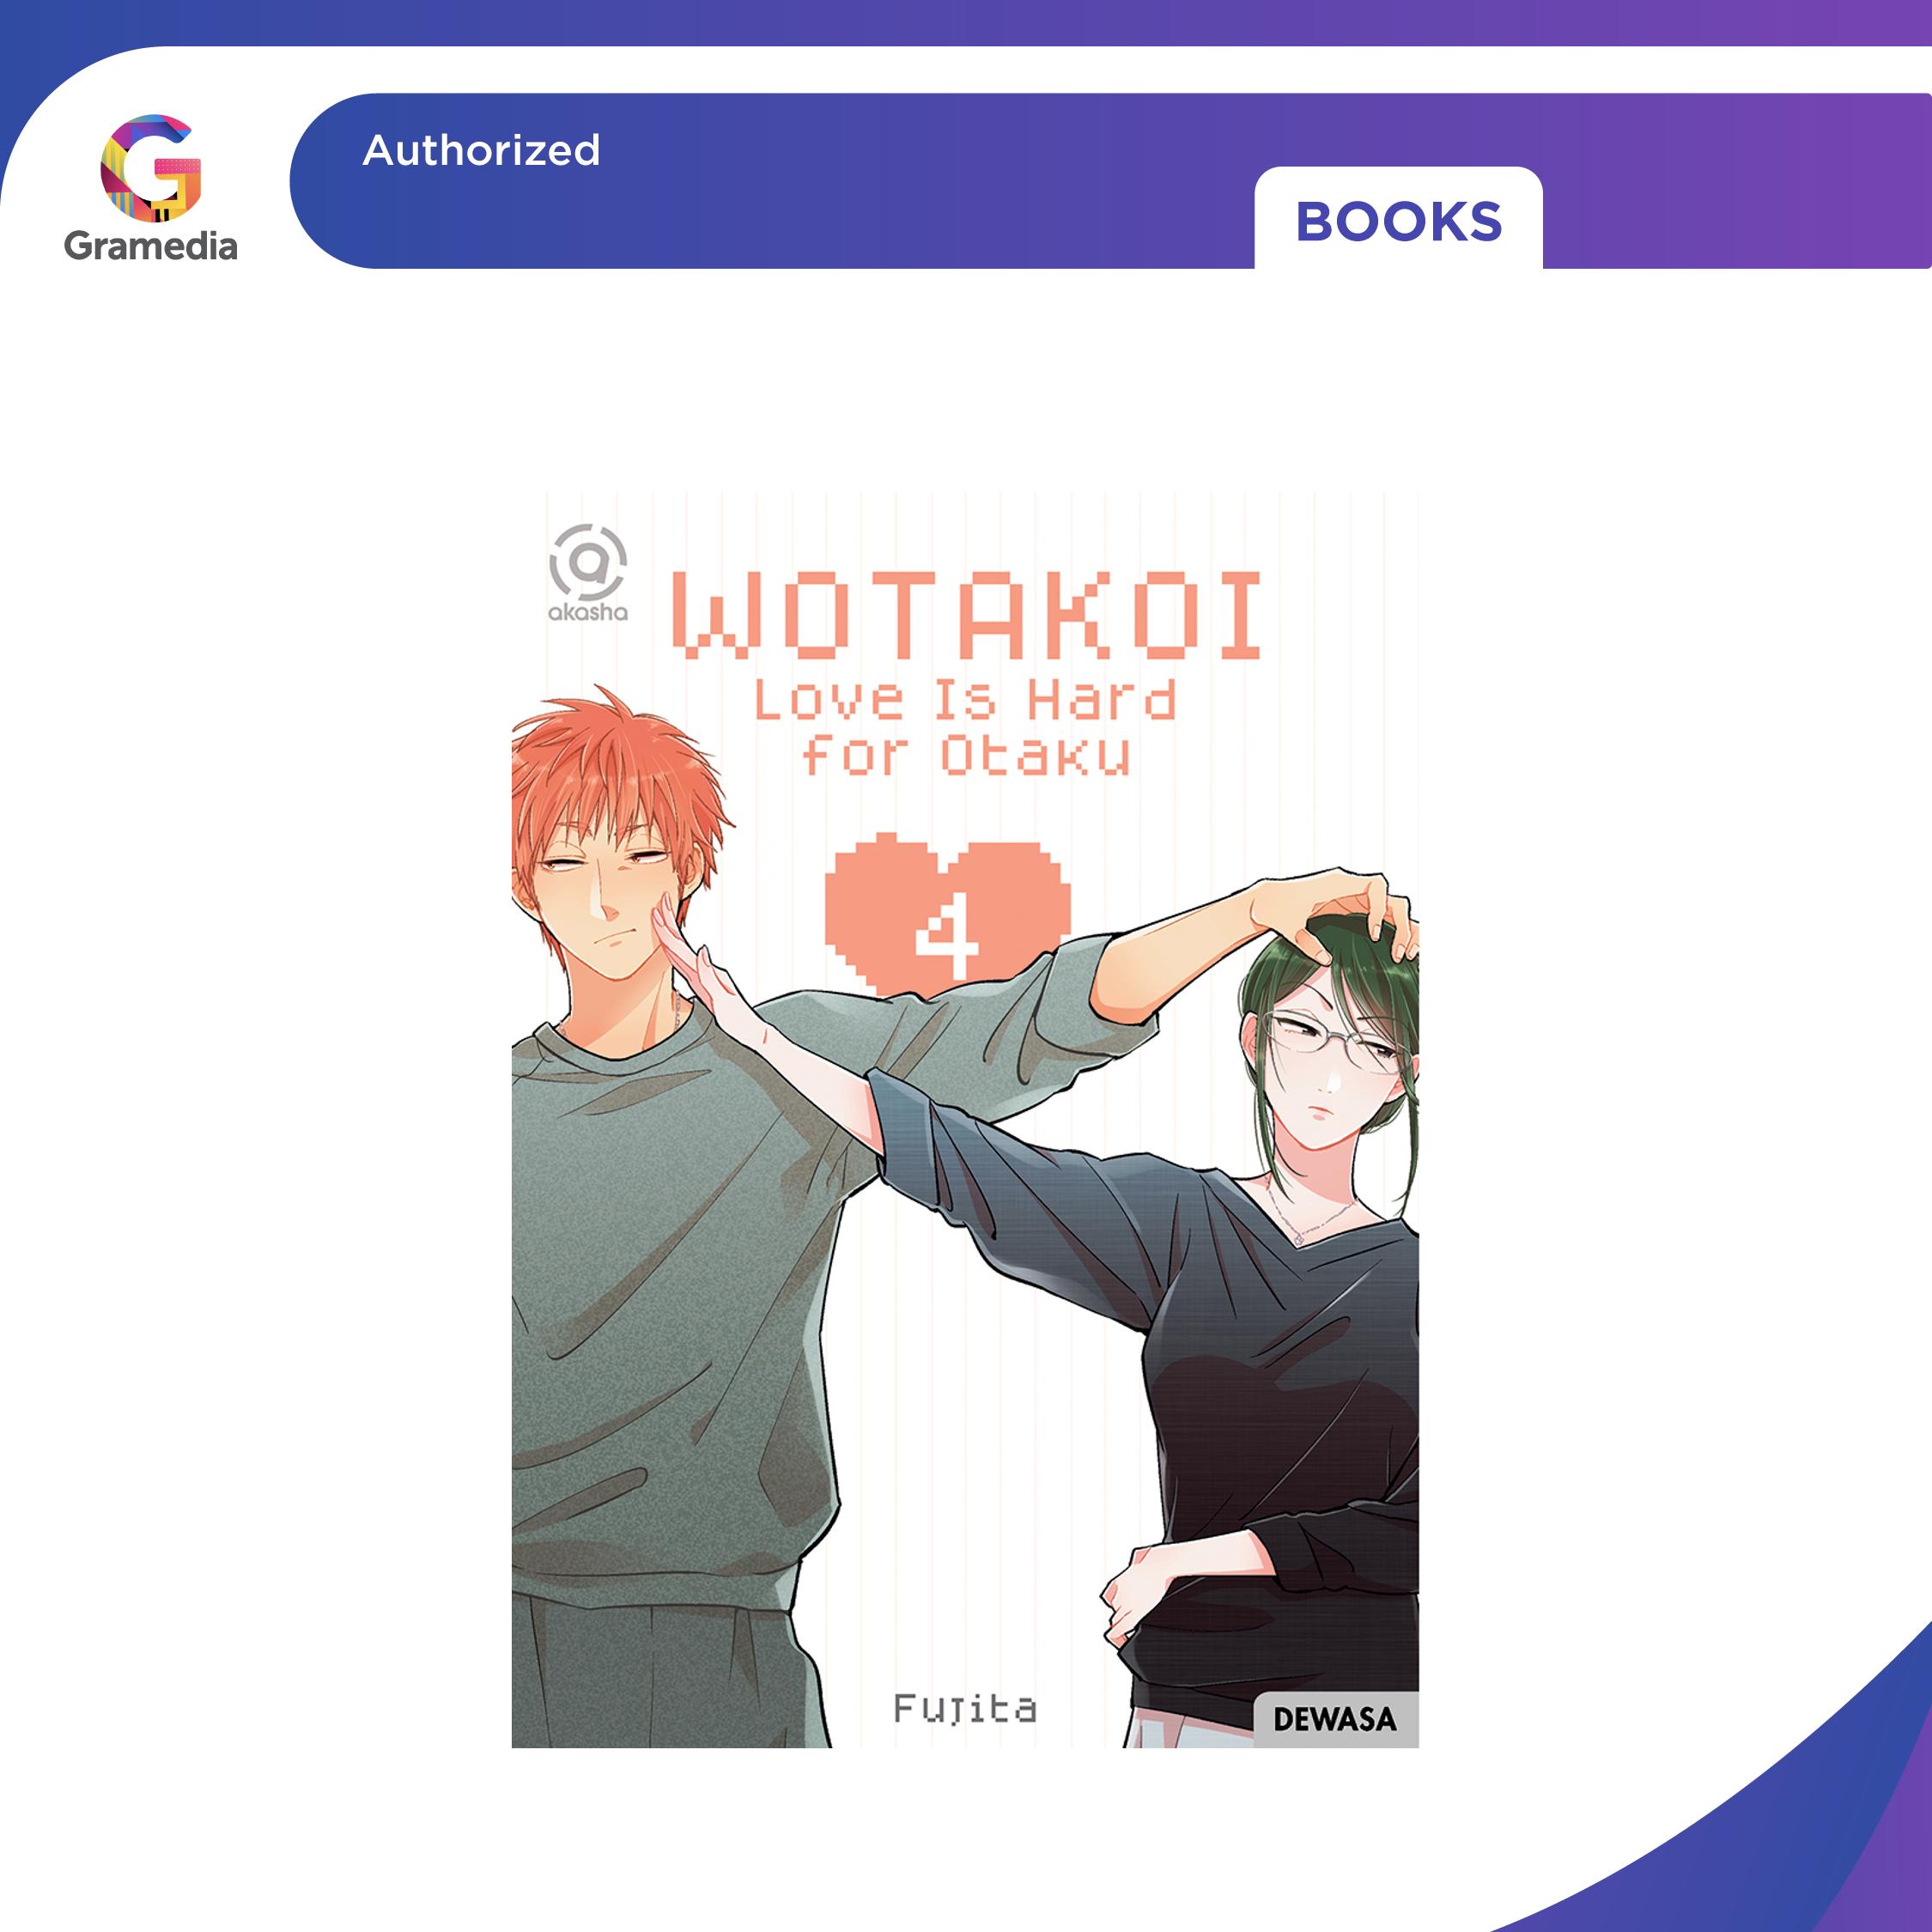 Gramedia
Authorized
BOOKS
akasha
WOTAKOI
Love Is Hard
for Otaku
4
Fujita
DEWASA